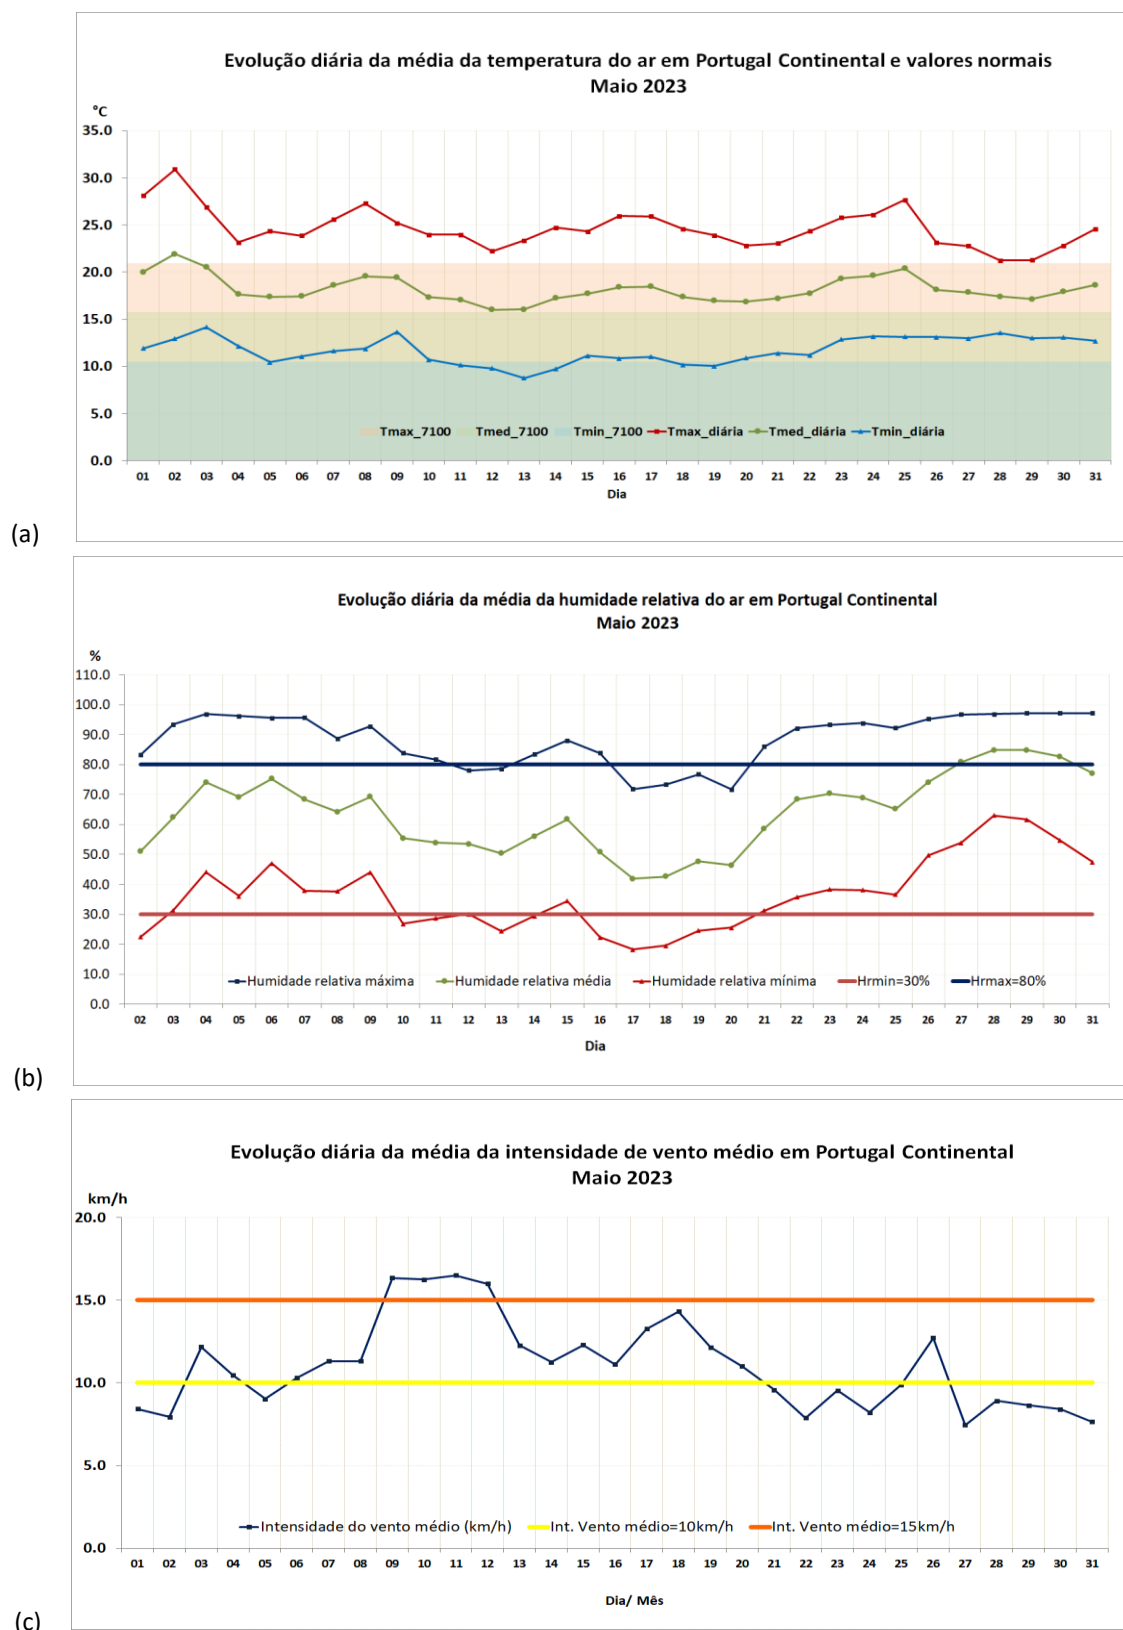 Evolução diária da média da temperatura do ar em Portugal Continental e valores normais
Maio 2023
°C
35.0
30.0
25.0
20.0
15.0
10.0
5.0
0.0
Tmax_7100 Tmed_7100 Tmin_7100 Tmax_diária Tmed_diária Tmin_diária
01 02 03 04 05 06 07 08 09 10 11 12 13 14 15 16 17 18 19 20 21 22 23 24 25 26 27 28 29 30 31
Dia
(a)
Evolução diária da média da humidade relativa do ar em Portugal Continental
Maio 2023
%
110.0
100.0
90.0
80.0
70.0
60.0
50.0
40.0
30.0
20.0
10.0
0.0
Humidade relativa máxima Humidade relativa média Humidade relativa mínima Hrmin=30% Hrmax=80%
02 03 04 05 06 07 08 09 10 11 12 13 14 15 16 17 18 19 20 21 22 23 24 25 26 27 28 29 30 31
Dia
(b)
Evolução diária da média da intensidade de vento médio em Portugal Continental
Maio 2023
km/h
20.0
15.0
10.0
5.0
0.0
Intensidade do vento médio (km/h) Int. Vento médio=10km/h Int. Vento médio=15km/h
01 02 03 04 05 06 07 08 09 10 11 12 13 14 15 16 17 18 19 20 21 22 23 24 25 26 27 28 29 30 31
Dia/ Mês
(c)